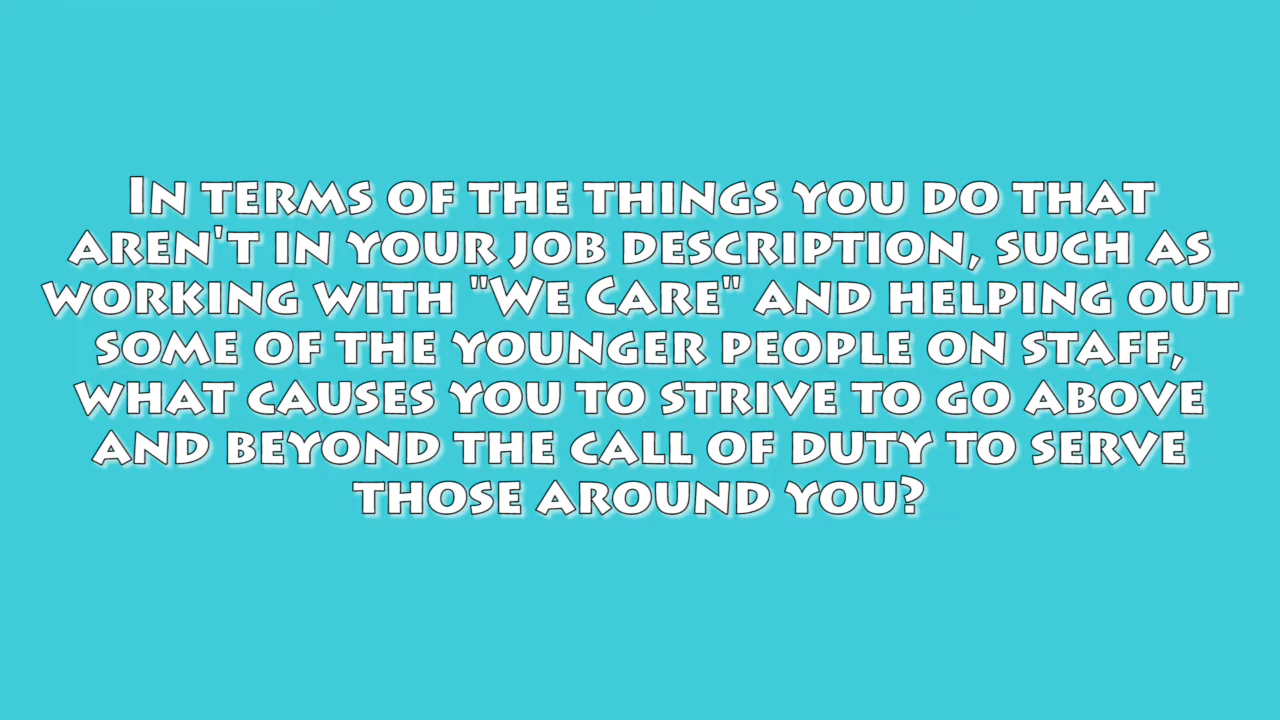 In terms of the things you do that
aren't in your job description, such as
working with "We Care" and helping out
some of the younger people on staff,
what causes you to strive to go above
and beyond the call of duty to serve
those around you?